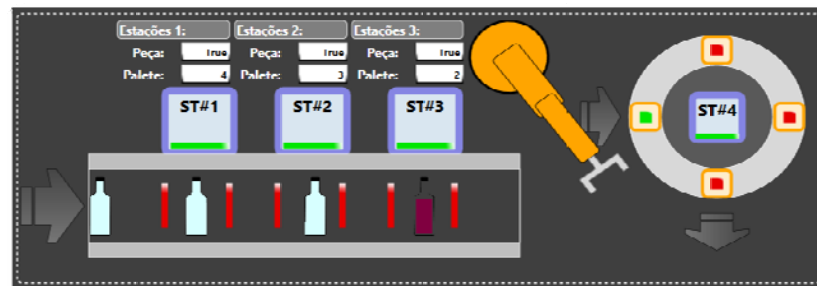 Estações 1: Estações 2: Estações 3:
Peça: True Peça: True Peça: True
Palete: 4 Palete: 3 Palete: 2
ST#1 ST#2 ST#3 ST#4